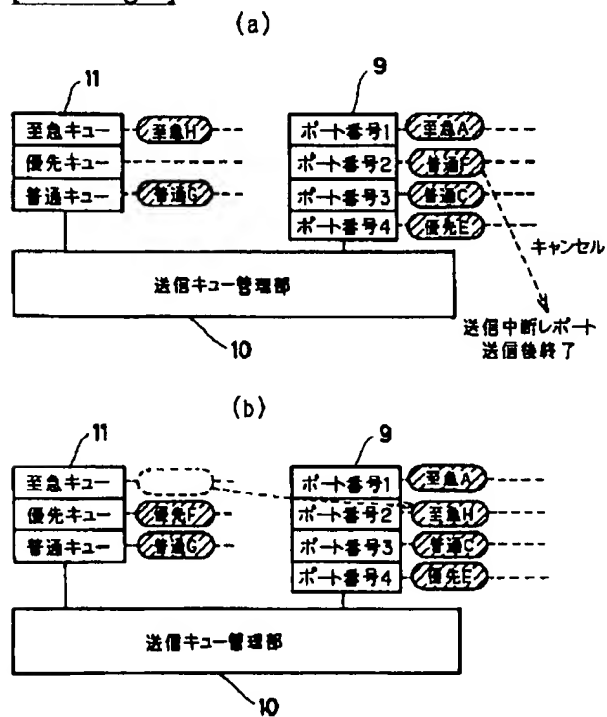 (a)
11
9
至急キュー 至急H
優先キュー
普通キュー 普通G
ポート番号1 至急A
ポート番号2 普通F
ポート番号3 普通C
ポート番号4 優先E
キャンセル
送信キュー管理部
10
送信中断レポート
送信後終了
(b)
11
9
至急キュー
優先キュー 優先F
普通キュー 普通G
ポート番号1 至急A
ポート番号2 至急H
ポート番号3 普通C
ポート番号4 優先E
送信キュー管理部
10